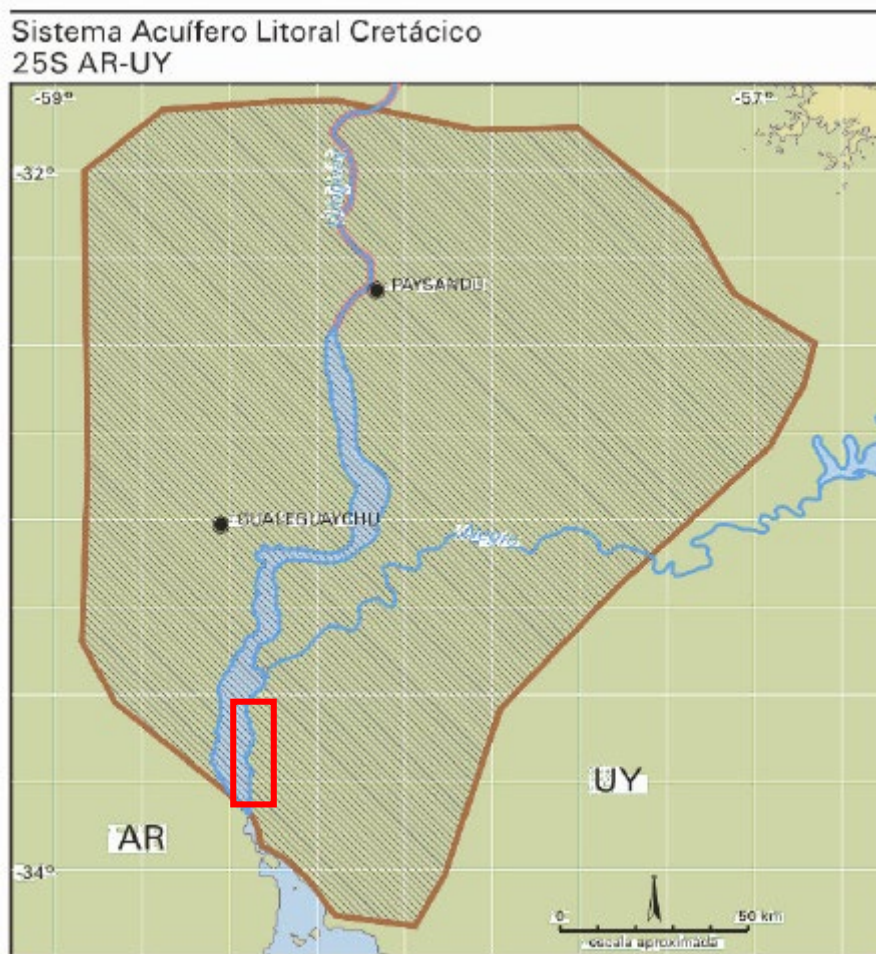 Sistema Acuífero Litoral Cretácico
25S AR-UY
-59°
-57°
-32°
PAYSANDÚ
GUALEGUAYCHU
UY
AR
-34°
0
50 km
escala aproximada